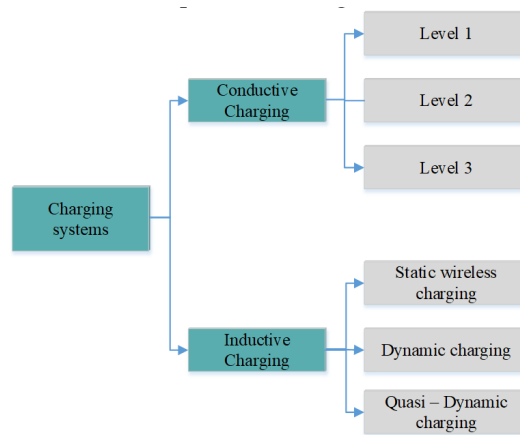 Level 1
Conductive
Charging
Level 2
Level 3
Charging
systems
Static wireless
charging
Inductive
Charging
Dynamic charging
Quasi – Dynamic
charging